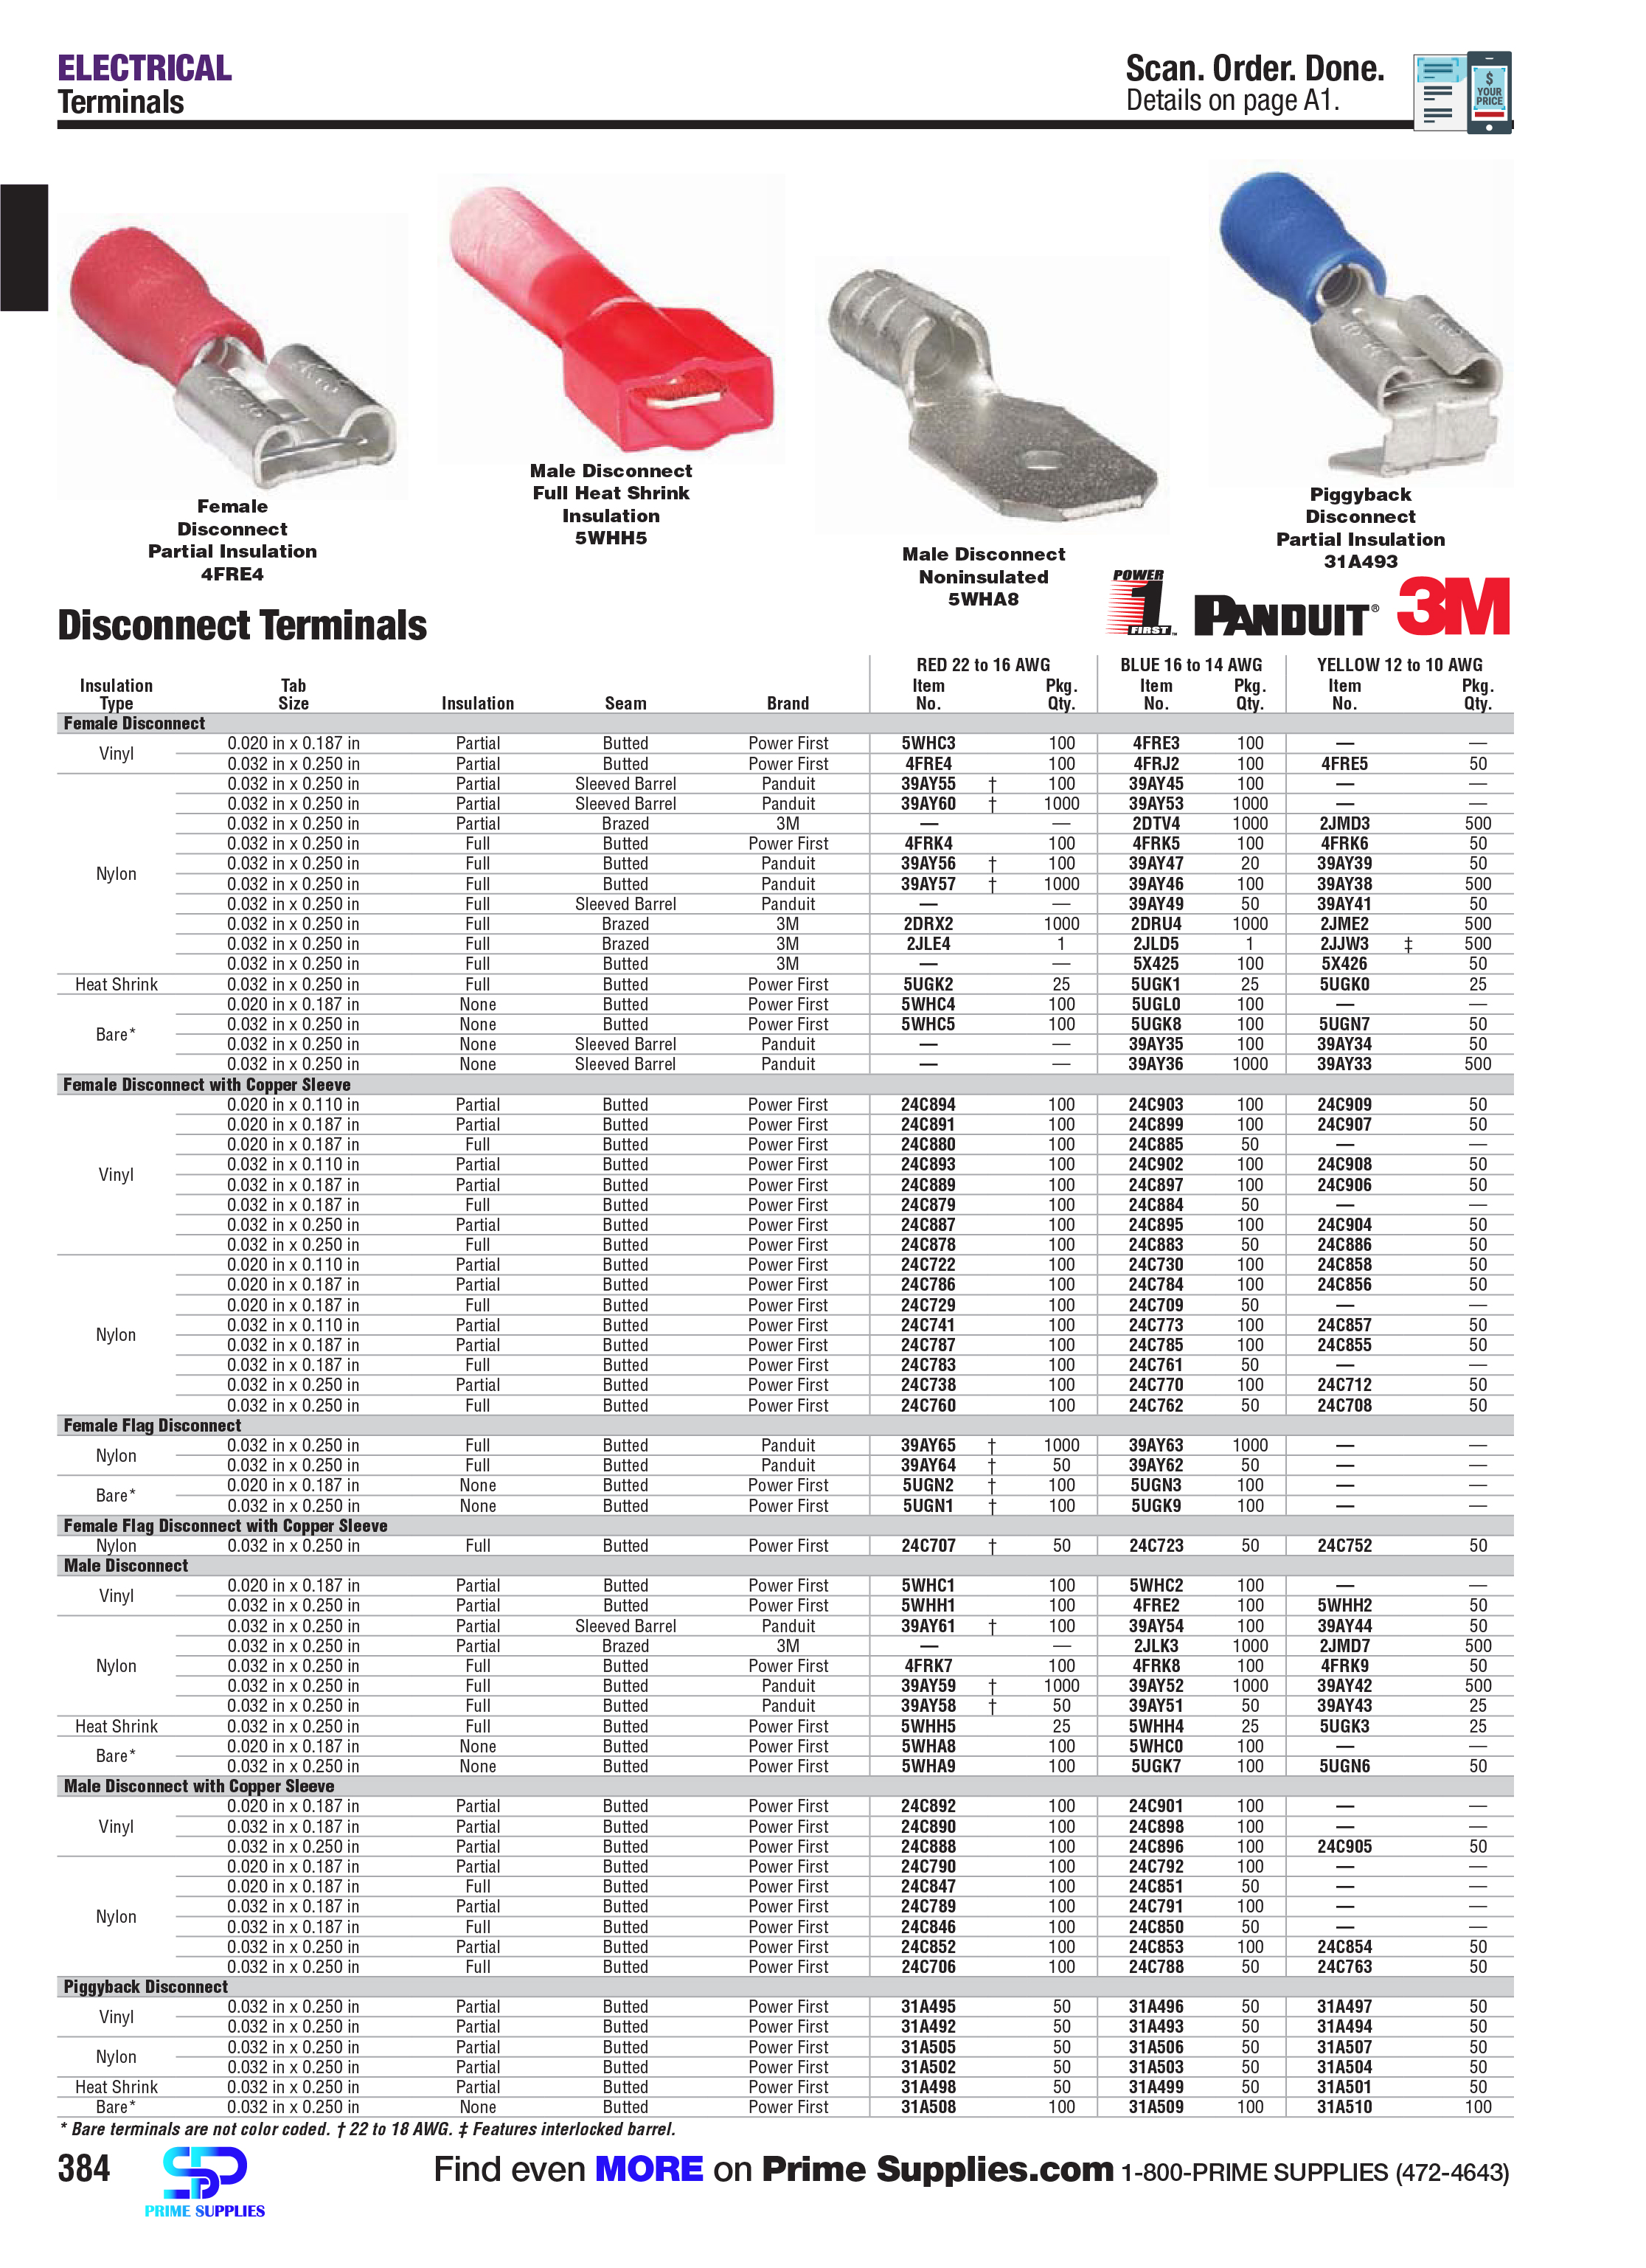 ELECTRICAL
Terminals
Scan. Order. Done.
Details on page A1.
$
YOUR
PRICE
Female
Disconnect
Partial Insulation
4FRE4
Male Disconnect
Full Heat Shrink
Insulation
5WHH5
Male Disconnect
Noninsulated
5WHA8
Piggyback
Disconnect
Partial Insulation
31A493
Disconnect Terminals
POWER
1
FIRST™
PANDUIT®
3M
RED 22 to 16 AWG BLUE 16 to 14 AWG YELLOW 12 to 10 AWG
Insulation Tab Item Pkg. Item Pkg. Item Pkg.
Type Size Insulation Seam Brand No. Qty. No. Qty. No. Qty.
Female Disconnect
Vinyl 0.020 in x 0.187 in Partial Butted Power First 5WHC3 100 4FRE3 100 — —
0.032 in x 0.250 in Partial Butted Power First 4FRE4 100 4FRJ2 100 4FRE5 50
Nylon 0.032 in x 0.250 in Partial Sleeved Barrel Panduit 39AY55 † 100 39AY45 100 — —
0.032 in x 0.250 in Partial Sleeved Barrel Panduit 39AY60 † 1000 39AY53 1000 — —
0.032 in x 0.250 in Partial Brazed 3M — — 2DTV4 1000 2JMD3 500
0.032 in x 0.250 in Full Butted Power First 4FRK4 100 4FRK5 100 4FRK6 50
0.032 in x 0.250 in Full Butted Panduit 39AY56 † 100 39AY47 20 39AY39 50
0.032 in x 0.250 in Full Butted Panduit 39AY57 † 1000 39AY46 100 39AY38 500
0.032 in x 0.250 in Full Sleeved Barrel Panduit — — 39AY49 50 39AY41 50
0.032 in x 0.250 in Full Brazed 3M 2DRX2 1000 2DRU4 1000 2JME2 500
0.032 in x 0.250 in Full Brazed 3M 2JLE4 1 2JLD5 1 2JJW3 ‡ 500
0.032 in x 0.250 in Full Butted 3M — — 5X425 100 5X426 50
Heat Shrink 0.032 in x 0.250 in Full Butted Power First 5UGK2 25 5UGK1 25 5UGK0 25
Bare* 0.020 in x 0.187 in None Butted Power First 5WHC4 100 5UGL0 100 — —
0.032 in x 0.250 in None Butted Power First 5WHC5 100 5UGK8 100 5UGN7 50
0.032 in x 0.250 in None Sleeved Barrel Panduit — — 39AY35 100 39AY34 50
0.032 in x 0.250 in None Sleeved Barrel Panduit — — 39AY36 1000 39AY33 500
Female Disconnect with Copper Sleeve
Vinyl 0.020 in x 0.110 in Partial Butted Power First 24C894 100 24C903 100 24C909 50
0.020 in x 0.187 in Partial Butted Power First 24C891 100 24C899 100 24C907 50
0.020 in x 0.187 in Full Butted Power First 24C880 100 24C885 50 — —
0.032 in x 0.110 in Partial Butted Power First 24C893 100 24C902 100 24C908 50
0.032 in x 0.187 in Partial Butted Power First 24C889 100 24C897 100 24C906 50
0.032 in x 0.187 in Full Butted Power First 24C879 100 24C884 50 — —
0.032 in x 0.250 in Partial Butted Power First 24C887 100 24C895 100 24C904 50
0.032 in x 0.250 in Full Butted Power First 24C878 100 24C883 50 24C886 50
Nylon 0.020 in x 0.110 in Partial Butted Power First 24C722 100 24C730 100 24C858 50
0.020 in x 0.187 in Partial Butted Power First 24C786 100 24C784 100 24C856 50
0.020 in x 0.187 in Full Butted Power First 24C729 100 24C709 50 — —
0.032 in x 0.110 in Partial Butted Power First 24C741 100 24C773 100 24C857 50
0.032 in x 0.187 in Partial Butted Power First 24C787 100 24C785 100 24C855 50
0.032 in x 0.187 in Full Butted Power First 24C783 100 24C761 50 — —
0.032 in x 0.250 in Partial Butted Power First 24C738 100 24C770 100 24C712 50
0.032 in x 0.250 in Full Butted Power First 24C760 100 24C762 50 24C708 50
Female Flag Disconnect
Nylon 0.032 in x 0.250 in Full Butted Panduit 39AY65 † 1000 39AY63 1000 — —
0.032 in x 0.250 in Full Butted Panduit 39AY64 † 50 39AY62 50 — —
Bare* 0.020 in x 0.187 in None Butted Power First 5UGN2 † 100 5UGN3 100 — —
0.032 in x 0.250 in None Butted Power First 5UGN1 † 100 5UGK9 100 — —
Female Flag Disconnect with Copper Sleeve
Nylon 0.032 in x 0.250 in Full Butted Power First 24C707 † 50 24C723 50 24C752 50
Male Disconnect
Vinyl 0.020 in x 0.187 in Partial Butted Power First 5WHC1 100 5WHC2 100 — —
0.032 in x 0.250 in Partial Butted Power First 5WHH1 100 4FRE2 100 5WHH2 50
Nylon 0.032 in x 0.250 in Partial Sleeved Barrel Panduit 39AY61 † 100 39AY54 100 39AY44 50
0.032 in x 0.250 in Partial Brazed 3M — — 2JLK3 1000 2JMD7 500
0.032 in x 0.250 in Full Butted Power First 4FRK7 100 4FRK8 100 4FRK9 50
0.032 in x 0.250 in Full Butted Panduit 39AY59 † 1000 39AY52 1000 39AY42 500
0.032 in x 0.250 in Full Butted Panduit 39AY58 † 50 39AY51 50 39AY43 25
Heat Shrink 0.032 in x 0.250 in Full Butted Power First 5WHH5 25 5WHH4 25 5UGK3 25
Bare* 0.020 in x 0.187 in None Butted Power First 5WHA8 100 5WHC0 100 — —
0.032 in x 0.250 in None Butted Power First 5WHA9 100 5UGK7 100 5UGN6 50
Male Disconnect with Copper Sleeve
Vinyl 0.020 in x 0.187 in Partial Butted Power First 24C892 100 24C901 100 — —
0.032 in x 0.187 in Partial Butted Power First 24C890 100 24C898 100 — —
0.032 in x 0.250 in Partial Butted Power First 24C888 100 24C896 100 24C905 50
Nylon 0.020 in x 0.187 in Partial Butted Power First 24C790 100 24C792 100 — —
0.020 in x 0.187 in Full Butted Power First 24C847 100 24C851 50 — —
0.032 in x 0.187 in Partial Butted Power First 24C789 100 24C791 100 — —
0.032 in x 0.187 in Full Butted Power First 24C846 100 24C850 50 — —
0.032 in x 0.250 in Partial Butted Power First 24C852 100 24C853 100 24C854 50
0.032 in x 0.250 in Full Butted Power First 24C706 100 24C788 50 24C763 50
Piggyback Disconnect
Vinyl 0.032 in x 0.250 in Partial Butted Power First 31A495 50 31A496 50 31A497 50
0.032 in x 0.250 in Partial Butted Power First 31A492 50 31A493 50 31A494 50
Nylon 0.032 in x 0.250 in Partial Butted Power First 31A505 50 31A506 50 31A507 50
0.032 in x 0.250 in Partial Butted Power First 31A502 50 31A503 50 31A504 50
Heat Shrink 0.032 in x 0.250 in Partial Butted Power First 31A498 50 31A499 50 31A501 50
Bare* 0.032 in x 0.250 in None Butted Power First 31A508 100 31A509 100 31A510 100
* Bare terminals are not color coded. † 22 to 18 AWG. ‡ Features interlocked barrel.
384
PRIME SUPPLIES
Find even MORE on Prime Supplies.com 1-800-PRIME SUPPLIES (472-4643)